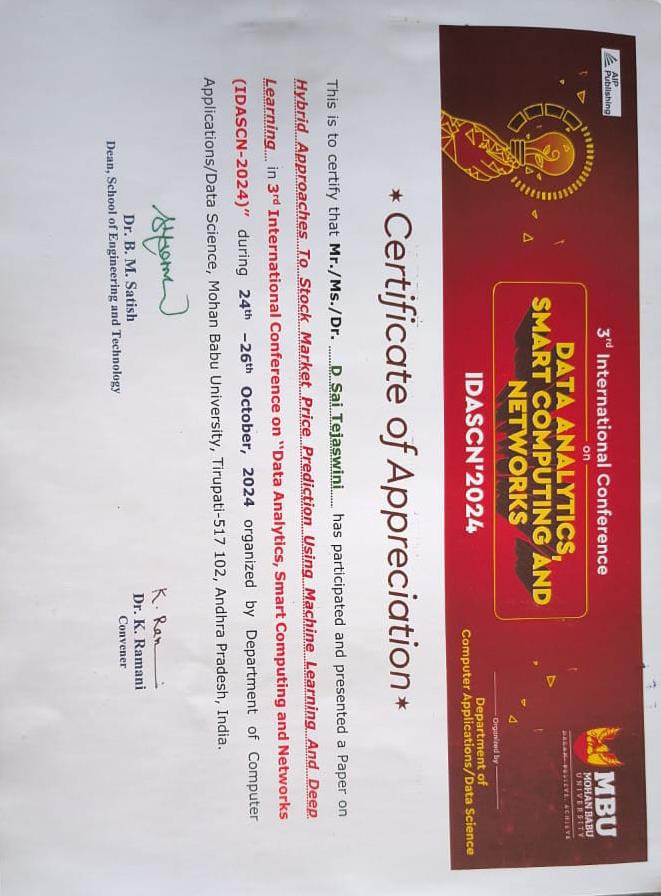 AIP
Publishing
3rd International Conference
on
DATA ANALYTICS,
SMART COMPUTING AND
NETWORKS
IDASCN'2024
MBU
MOHAN BABU
UNIVERSITY
DREAM. BELIEVE. ACHIEVE
Organized by
Department of
Computer Applications/Data Science
★ Certificate of Appreciation ★
This is to certify that Mr./Ms./Dr. ...... D Sai Tejaswini ...... has participated and presented a Paper on
Hybrid Approaches To Stock Market Price Prediction Using Machine Learning And Deep
Learning.... in 3rd International Conference on "Data Analytics, Smart Computing and Networks
(IDASCN-2024)" during 24th -26th October, 2024 organized by Department of Computer
Applications/Data Science, Mohan Babu University, Tirupati-517 102, Andhra Pradesh, India.
K. Ram
Dr. B. M. Satish
Dean, School of Engineering and Technology
Dr. K. Ramani
Convener